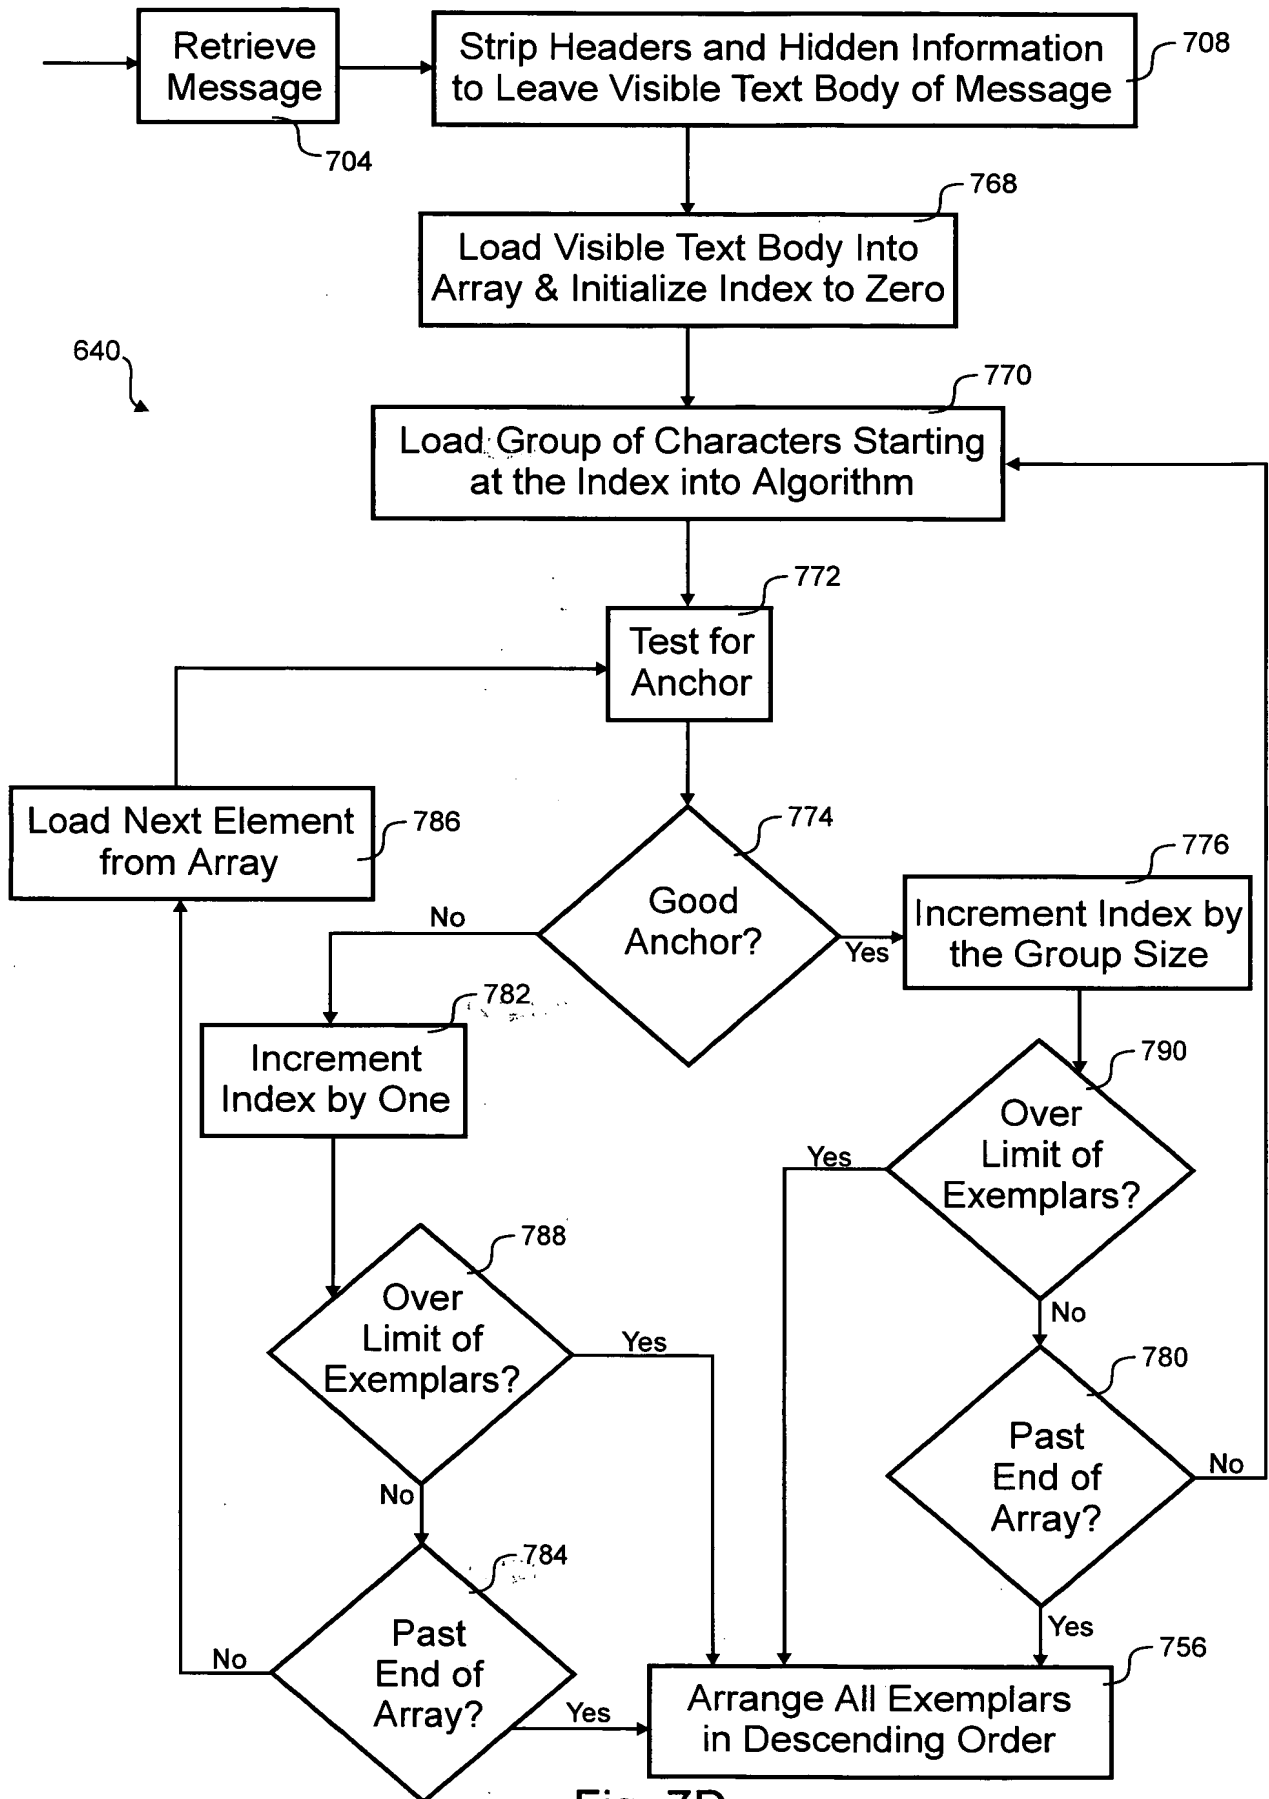 Retrieve
Message
704
Strip Headers and Hidden Information
to Leave Visible Text Body of Message
708
768
Load Visible Text Body Into
Array & Initialize Index to Zero
640
770
Load Group of Characters Starting
at the Index into Algorithm
772
Test for
Anchor
Load Next Element
from Array
786
774
Good
Anchor?
No
Yes
776
Increment Index by
the Group Size
782
Increment
Index by One
790
Over
Limit of
Exemplars?
Yes
No
788
Over
Limit of
Exemplars?
Yes
No
780
Past
End of
Array?
No
Yes
784
Past
End of
Array?
No
Yes
756
Arrange All Exemplars
in Descending Order